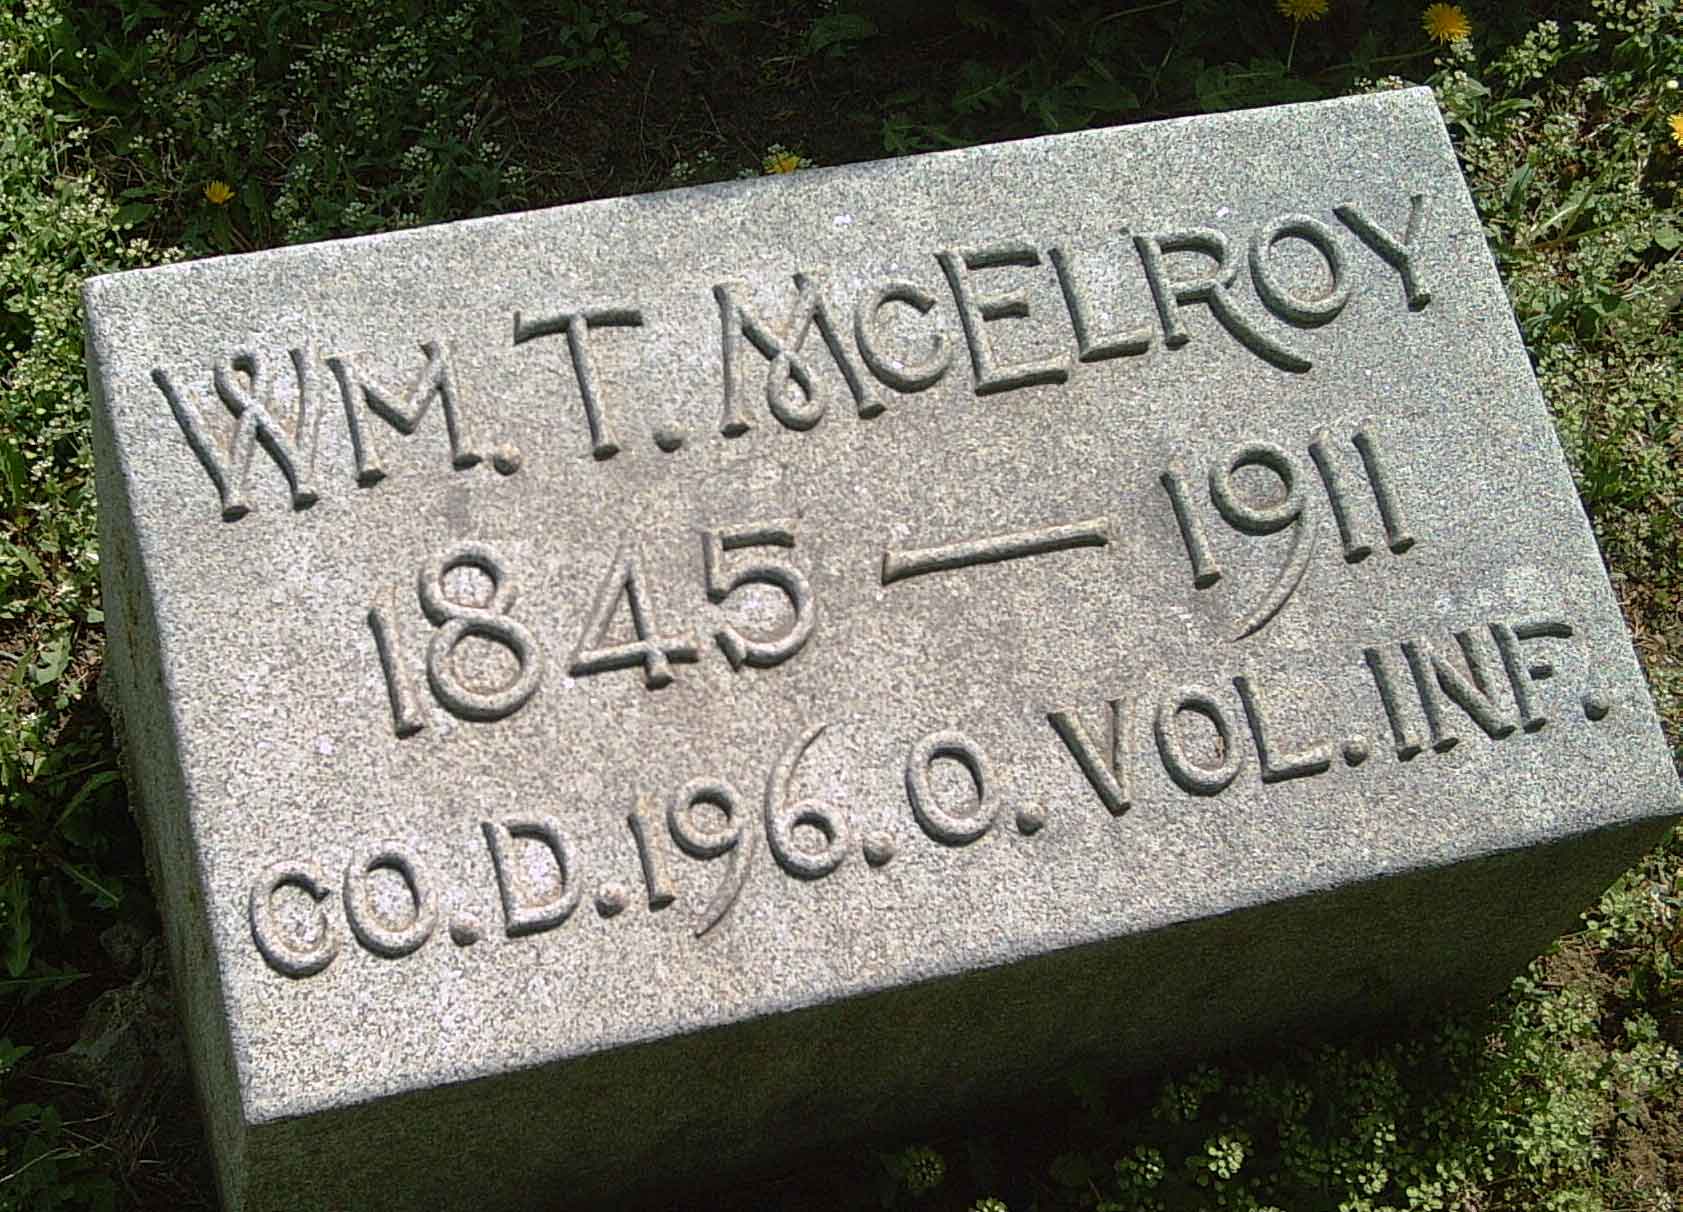 WM. T. MCELROY
1845 — 1911
CO. D. 196. O. VOL. INF.